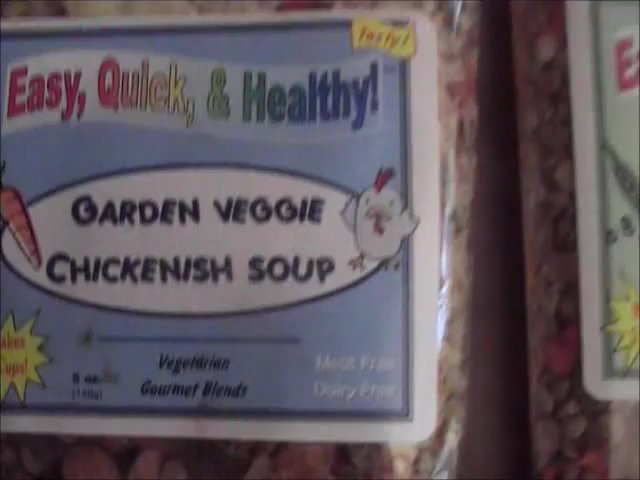 Tasty!
Easy, Quick, & Healthy!
GARDEN VEGGIE
CHICKENISH SOUP
Vegetarian
Gourmet Blends
Meat Free
Dairy Free